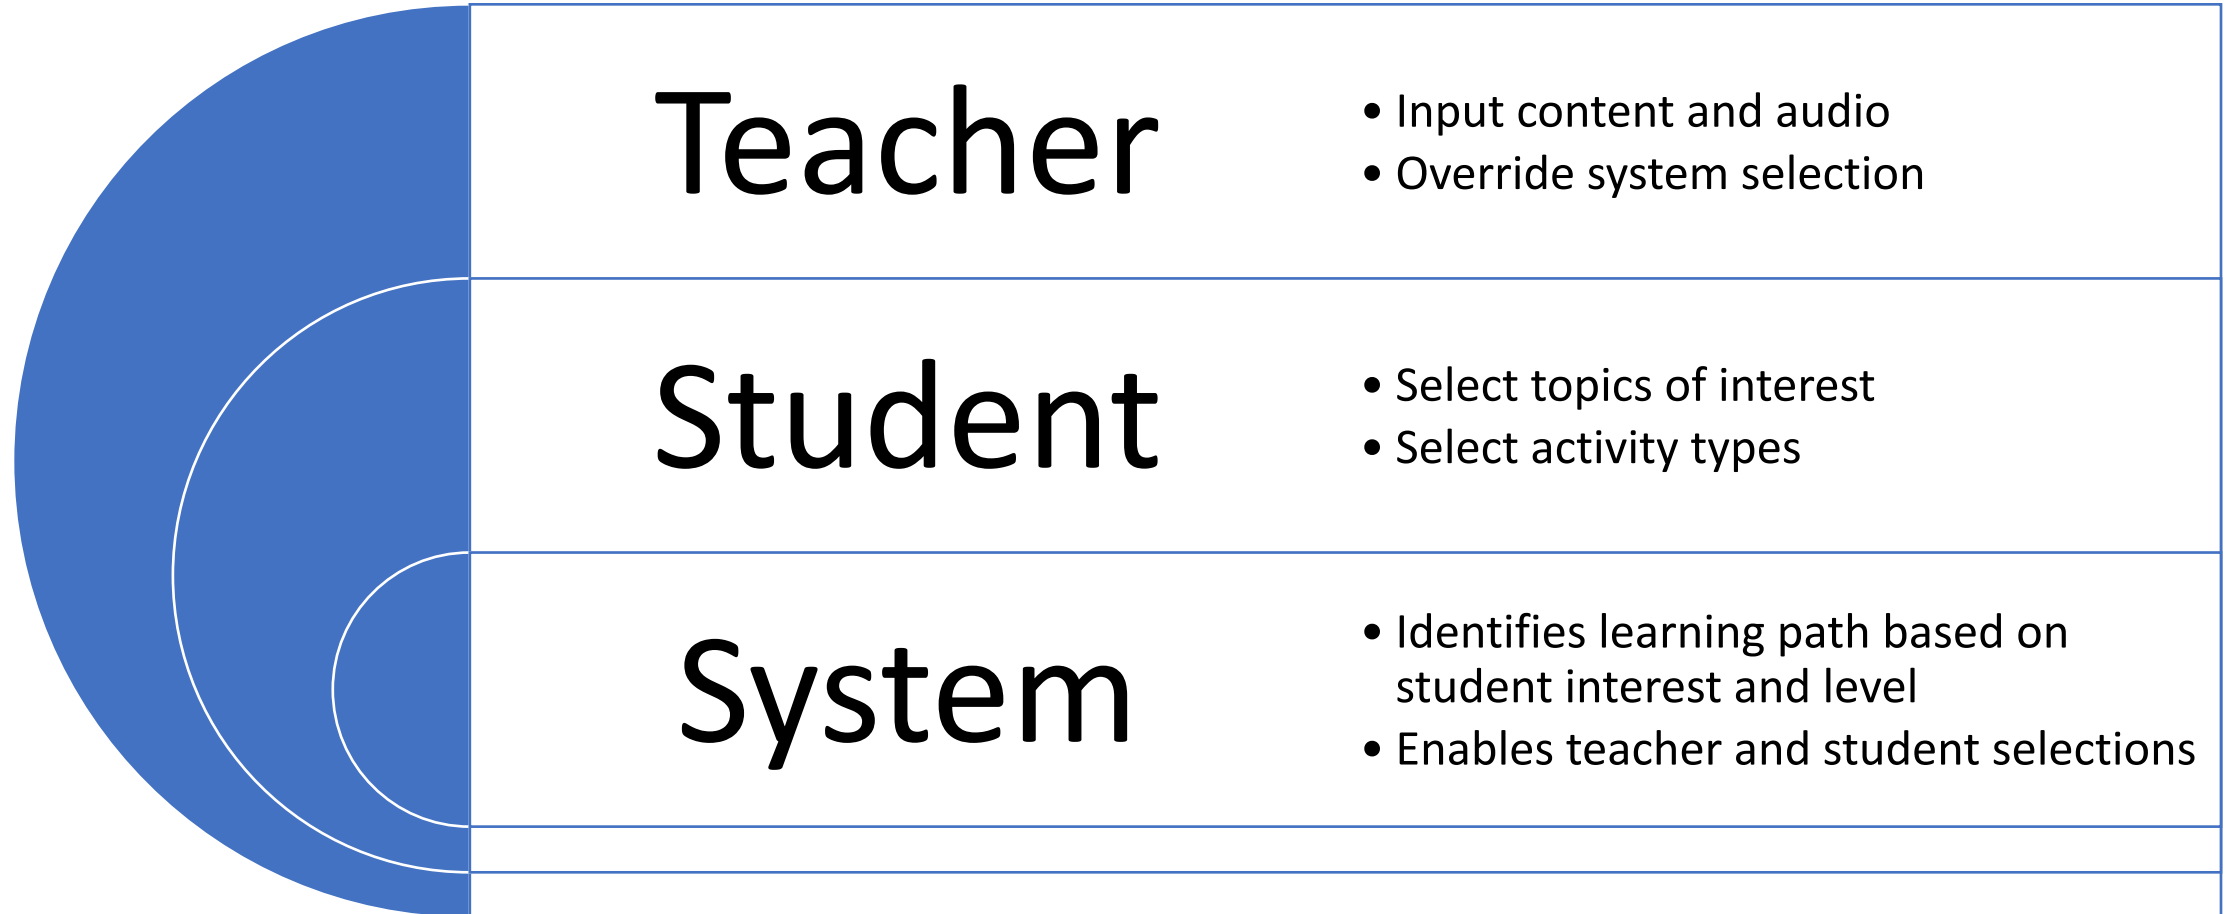 Teacher
• Input content and audio
• Override system selection
Student
• Select topics of interest
• Select activity types
System
• Identifies learning path based on
student interest and level
• Enables teacher and student selections